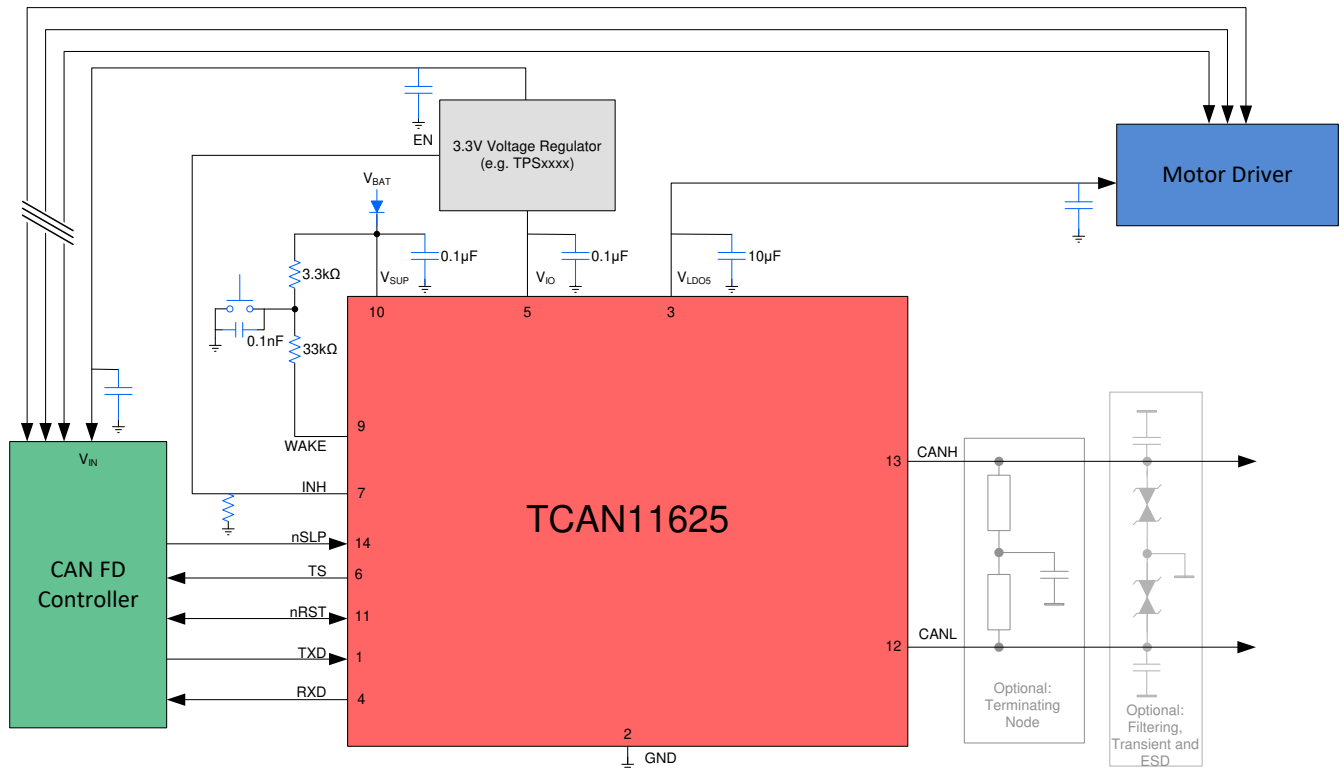 EN
3.3V Voltage Regulator
(e.g. TPSxxxx)
Motor Driver
VBAT
3.3kΩ
0.1µF
0.1µF
10µF
VSUP
VIO
VLDO5
10
5
3
0.1nF
33kΩ
WAKE
9
INH
7
VIN
CAN FD
Controller
nSLP
14
TS
6
nRST
11
TXD
1
RXD
4
TCAN11625
2
GND
13
CANH
12
CANL
Optional:
Terminating
Node
Optional:
Filtering,
Transient and
ESD